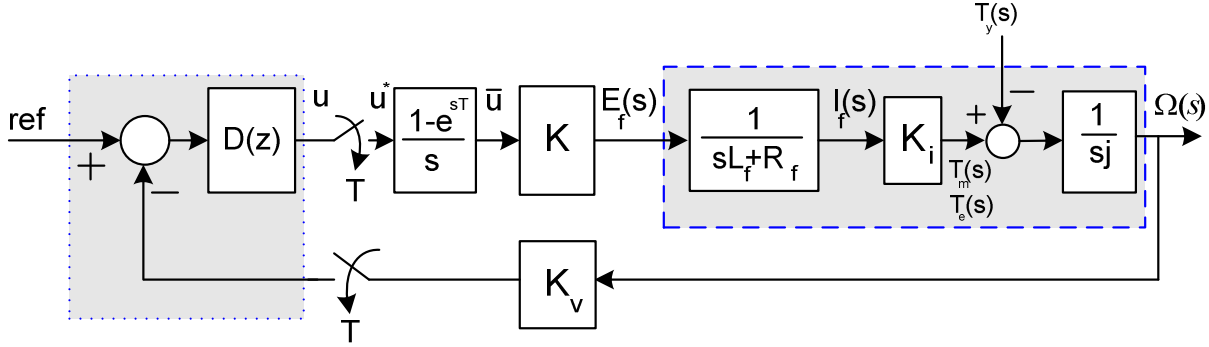 T_y(s)
ref
+
−
D(z)
u
T
u*
1-e^sT
s
ū
K
E_f(s)
1
sL_f+R_f
I_f(s)
K_i
+
−
T_m(s)
T_e(s)
1
sj
Ω(s)
T
K_v